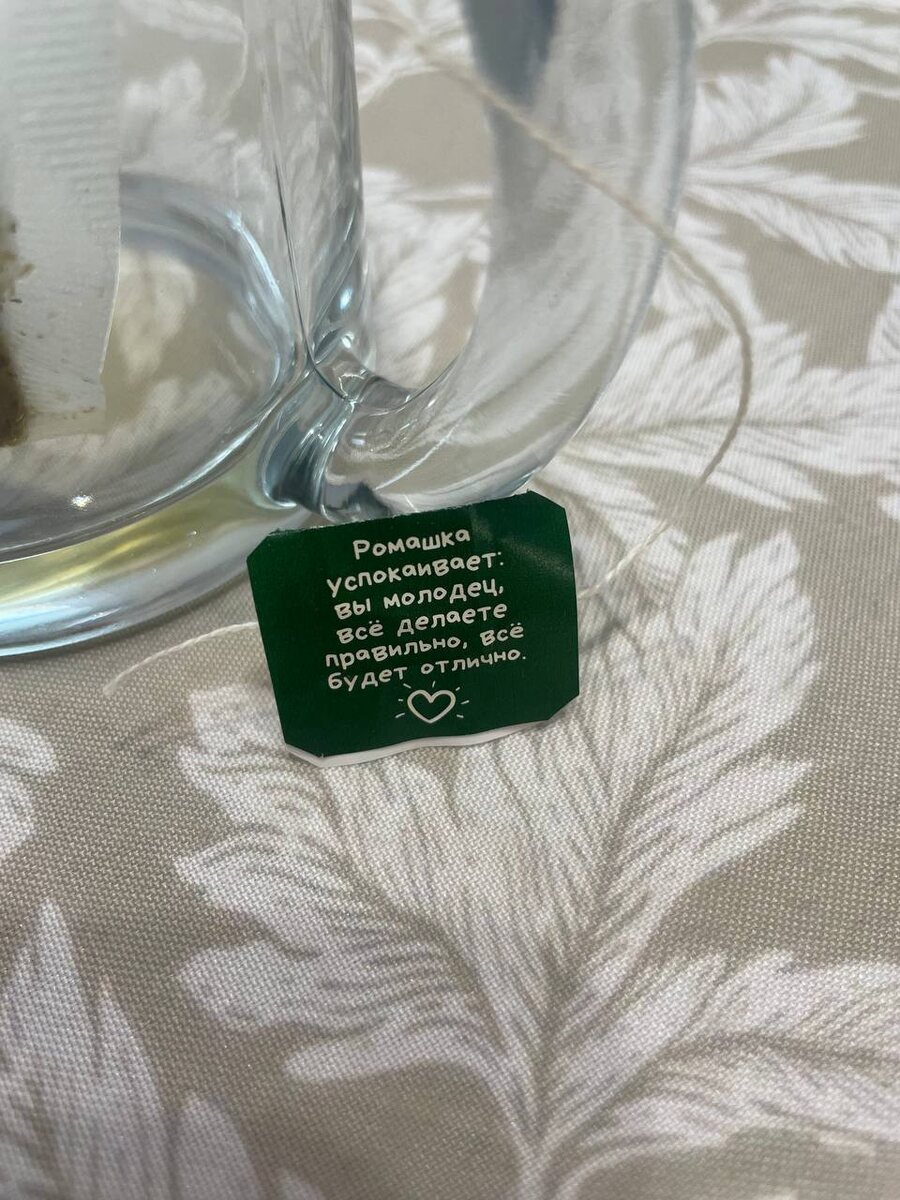 Ромашка
успокаивает:
вы молодец,
всё делаете
правильно, всё
будет отлично.